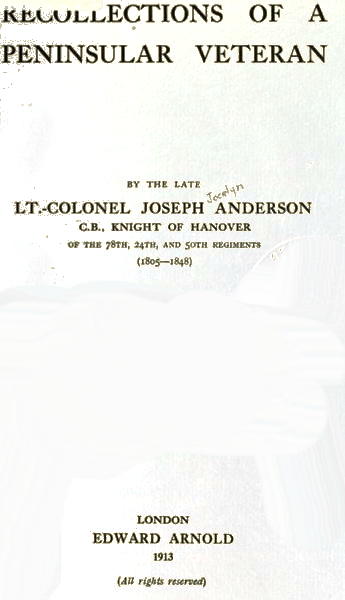 RECOLLECTIONS OF A
PENINSULAR VETERAN
BY THE LATE
Jocelyn
LT.-COLONEL JOSEPH ANDERSON
C.B., KNIGHT OF HANOVER
OF THE 78TH, 24TH, AND 50TH REGIMENTS
(1805—1848)
LONDON
EDWARD ARNOLD
1913
(All rights reserved)